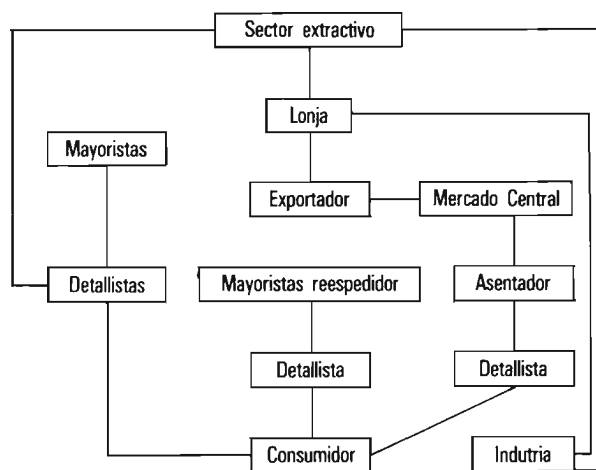 Sector extractivo
Lonja
Mayoristas
Exportador
Mercado Central
Detallistas
Mayoristas reespedidor
Asentador
Detallista
Detallista
Consumidor
Indutria